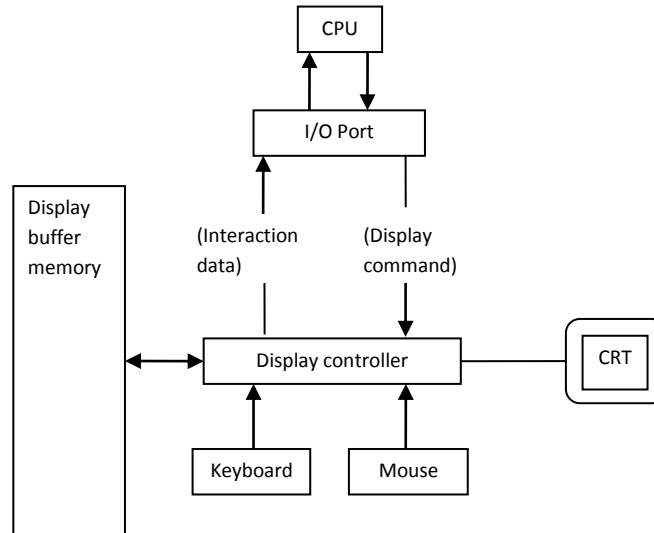 CPU
I/O Port
Display
buffer
memory
(Interaction
data)
(Display
command)
Display controller
CRT
Keyboard
Mouse